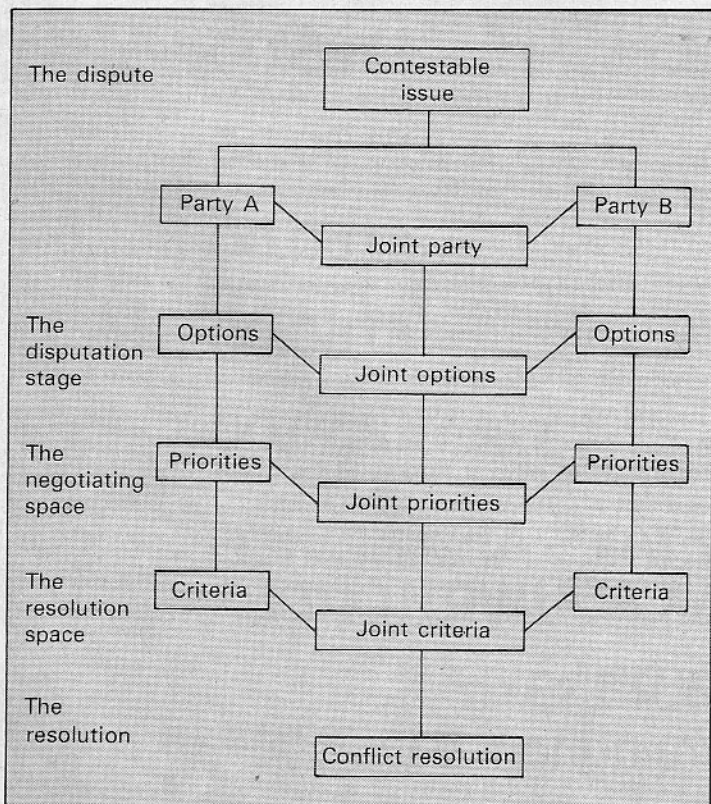 The dispute
Contestable
issue
Party A
Party B
Joint party
The
disputation
stage
Options
Options
Joint options
The
negotiating
space
Priorities
Priorities
Joint priorities
The
resolution
space
Criteria
Criteria
Joint criteria
The
resolution
Conflict resolution